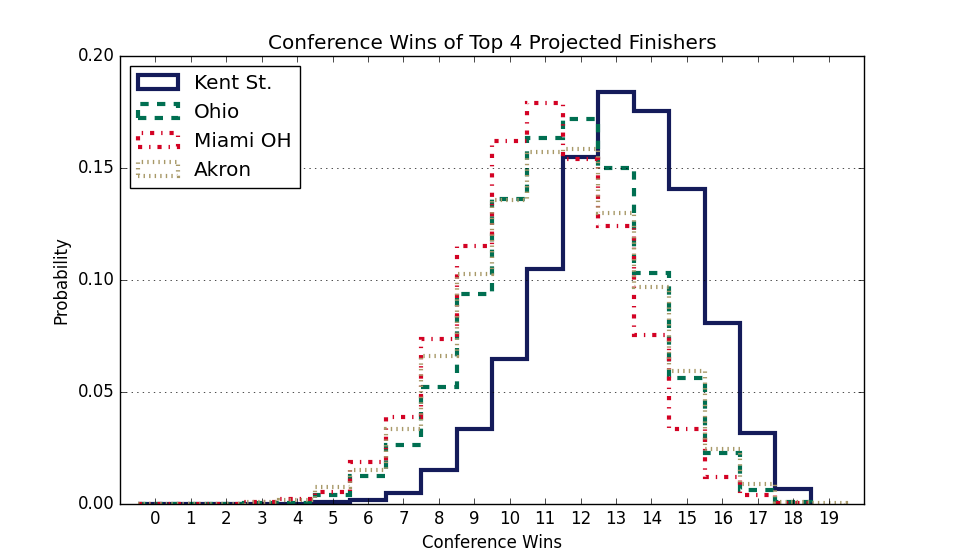 Conference Wins of Top 4 Projected Finishers
Kent St.
Ohio
Miami OH
Akron
Probability
0.20
0.15
0.10
0.05
0.00
0 1 2 3 4 5 6 7 8 9 10 11 12 13 14 15 16 17 18 19
Conference Wins